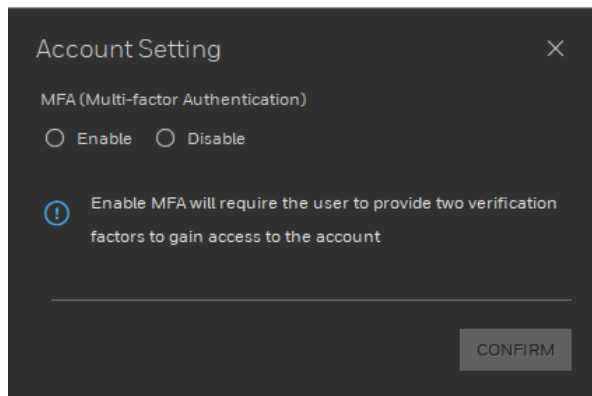 Account Setting
MFA (Multi-factor Authentication)
Enable Disable
Enable MFA will require the user to provide two verification
factors to gain access to the account
CONFIRM